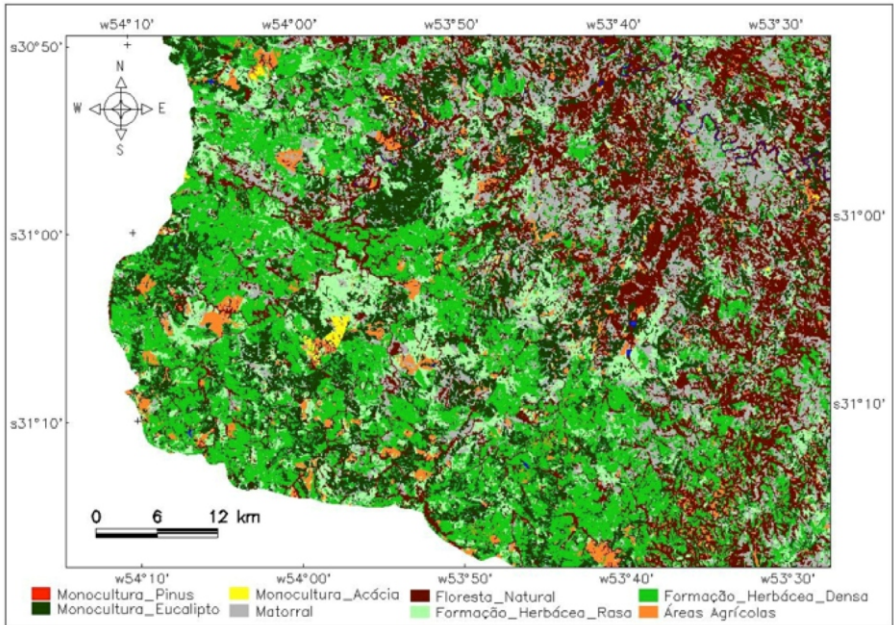 w54°10' w54°00' w53°50' w53°40' w53°30'
s30°50'
N
W E
S
s31°00' s31°00'
s31°10' s31°10'
0 6 12 km
w54°10' w54°00' w53°50' w53°40' w53°30'
Monocultura_Pinus Monocultura_Acácia Floresta_Natural Formação_Herbácea_Densa
Monocultura_Eucalipto Matorral Formação_Herbácea_Rasa Áreas Agrícolas